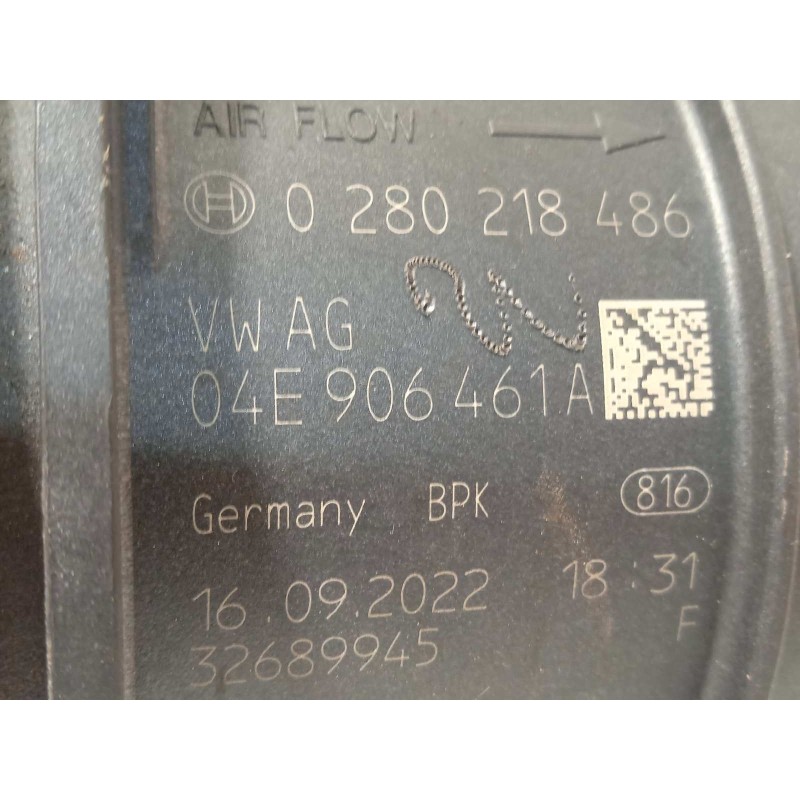 AIR FLOW
0 280 218 486
VW AG
04E 906 461 A
Germany BPK 816
16.09.2022 18:31
F
32689945